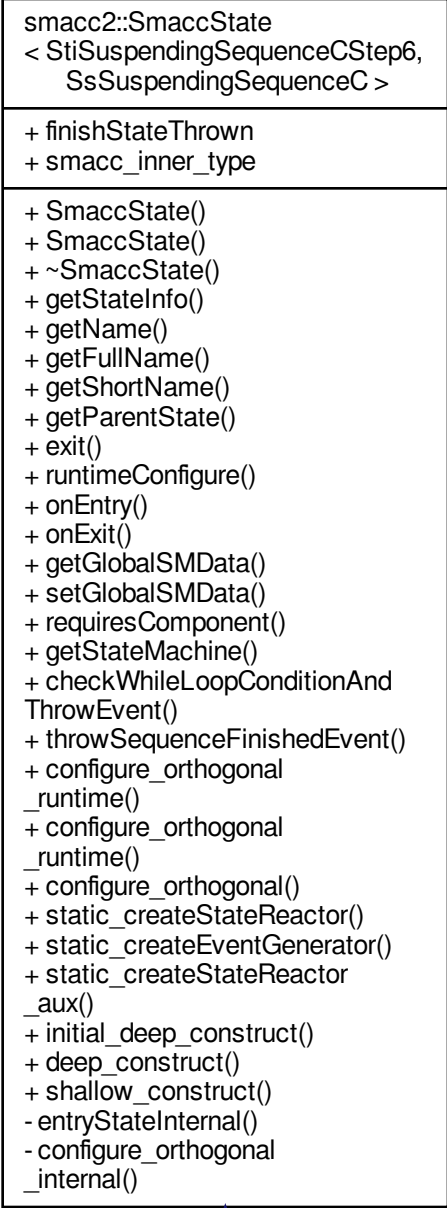 smacc2::SmaccState
< StiSuspendingSequenceCStep6,
SsSuspendingSequenceC >
+ finishStateThrown
+ smacc_inner_type
+ SmaccState()
+ SmaccState()
+ ~SmaccState()
+ getStateInfo()
+ getName()
+ getFullName()
+ getShortName()
+ getParentState()
+ exit()
+ runtimeConfigure()
+ onEntry()
+ onExit()
+ getGlobalSMData()
+ setGlobalSMData()
+ requiresComponent()
+ getStateMachine()
+ checkWhileLoopConditionAnd
ThrowEvent()
+ throwSequenceFinishedEvent()
+ configure_orthogonal
_runtime()
+ configure_orthogonal
_runtime()
+ configure_orthogonal()
+ static_createStateReactor()
+ static_createEventGenerator()
+ static_createStateReactor
_aux()
+ initial_deep_construct()
+ deep_construct()
+ shallow_construct()
- entryStateInternal()
- configure_orthogonal
_internal()